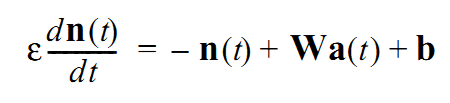 ε dn(t)/dt = – n(t) + Wa(t) + b